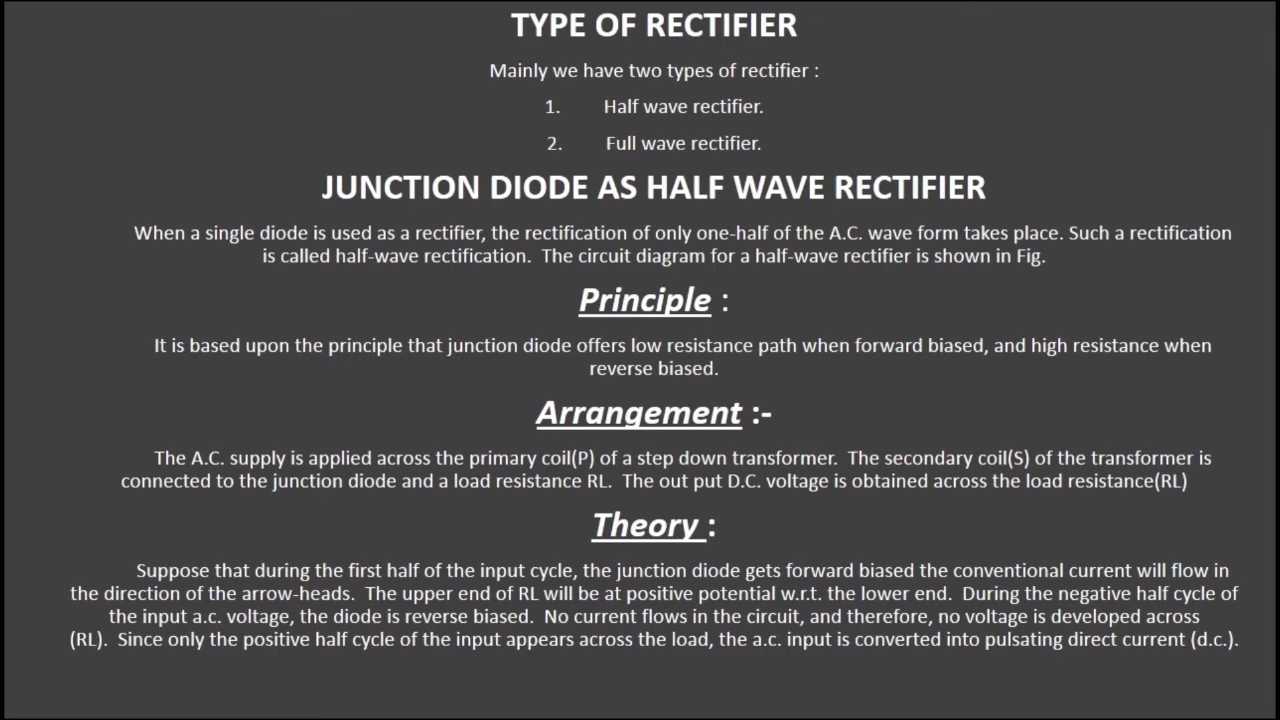 TYPE OF RECTIFIER
Mainly we have two types of rectifier :
1. Half wave rectifier.
2. Full wave rectifier.
JUNCTION DIODE AS HALF WAVE RECTIFIER
When a single diode is used as a rectifier, the rectification of only one-half of the A.C. wave form takes place. Such a rectification
is called half-wave rectification. The circuit diagram for a half-wave rectifier is shown in Fig.
Principle :
It is based upon the principle that junction diode offers low resistance path when forward biased, and high resistance when
reverse biased.
Arrangement :-
The A.C. supply is applied across the primary coil(P) of a step down transformer. The secondary coil(S) of the transformer is
connected to the junction diode and a load resistance RL. The out put D.C. voltage is obtained across the load resistance(RL)
Theory :
Suppose that during the first half of the input cycle, the junction diode gets forward biased the conventional current will flow in
the direction of the arrow-heads. The upper end of RL will be at positive potential w.r.t. the lower end. During the negative half cycle of
the input a.c. voltage, the diode is reverse biased. No current flows in the circuit, and therefore, no voltage is developed across
(RL). Since only the positive half cycle of the input appears across the load, the a.c. input is converted into pulsating direct current (d.c.).